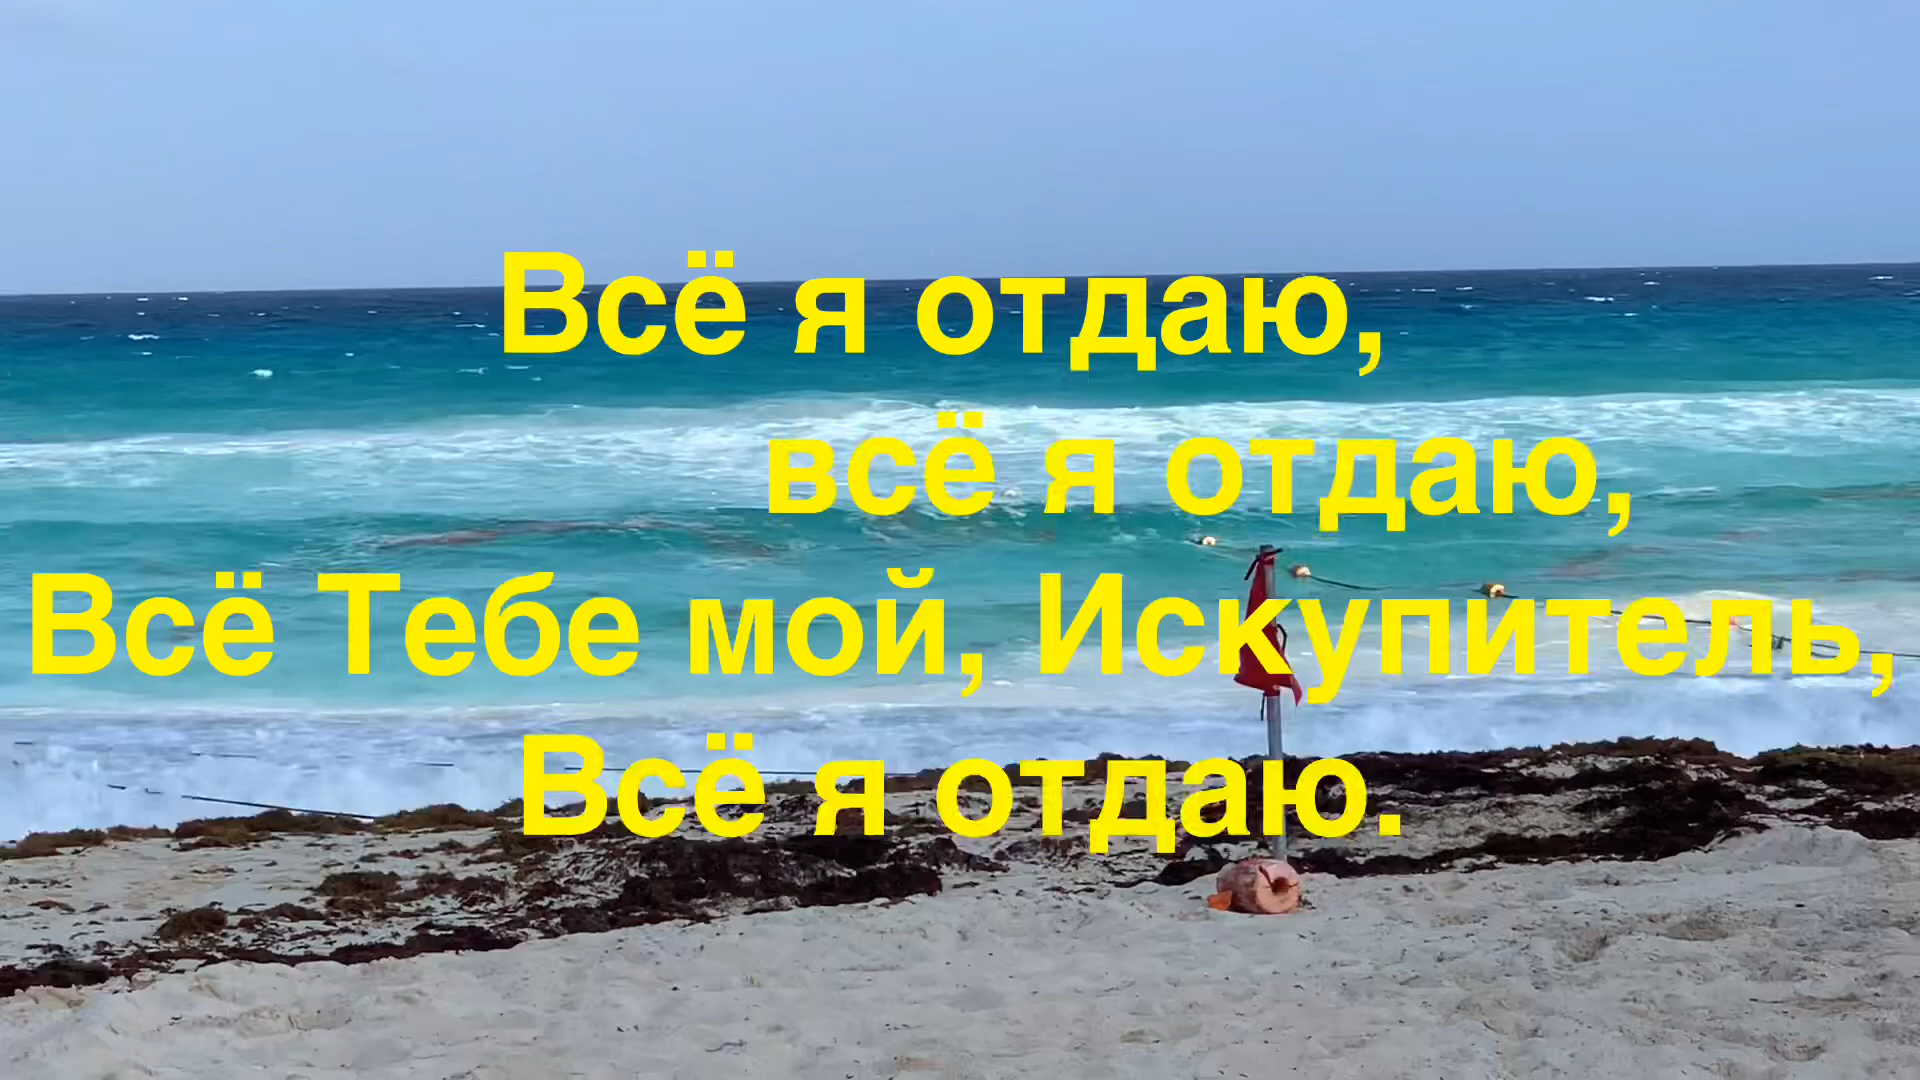 Всё я отдаю,
всё я отдаю,
Всё Тебе мой, Искупитель,
Всё я отдаю.